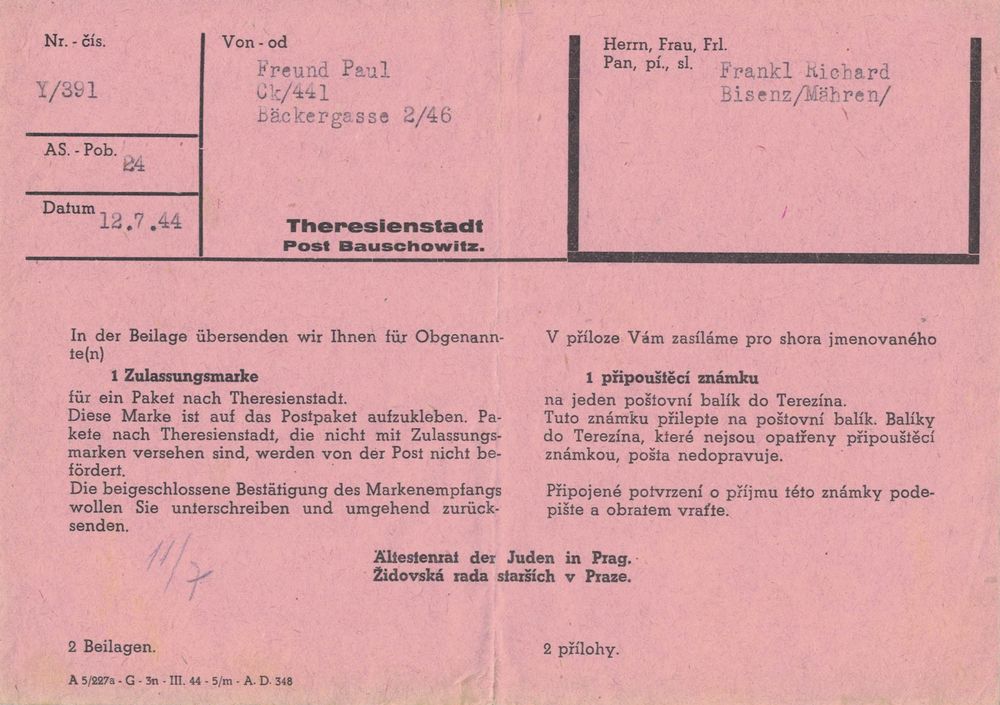 Nr. - čís.
Y/391
AS. - Pob. 24
Datum 12.7.44
Von - od
Freund Paul
Ck/441
Bäckergasse 2/46
Theresienstadt
Post Bauschowitz.
Herrn, Frau, Frl.
Pan, pí., sl.
Frankl Richard
Bisenz/Mähren/
In der Beilage übersenden wir Ihnen für Obgenann-
te(n)
1 Zulassungsmarke
für ein Paket nach Theresienstadt.
Diese Marke ist auf das Postpaket aufzukleben. Pa-
kete nach Theresienstadt, die nicht mit Zulassungs-
marken versehen sind, werden von der Post nicht be-
fördert.
Die beigeschlossene Bestätigung des Markenempfangs
wollen Sie unterschreiben und umgehend zurück-
senden.
V příloze Vám zasíláme pro shora jmenovaného
1 připouštěcí známku
na jeden poštovní balík do Terezína.
Tuto známku přilepte na poštovní balík. Balíky
do Terezína, které nejsou opatřeny připouštěcí
známkou, pošta nedopravuje.
Připojené potvrzení o příjmu této známky pode-
pište a obratem vraťte.
11/7
Ältestenrat der Juden in Prag.
Židovská rada starších v Praze.
2 Beilagen.
2 přílohy.
A 5/227a - G - 3n - III. 44 - 5/m - A. D. 348